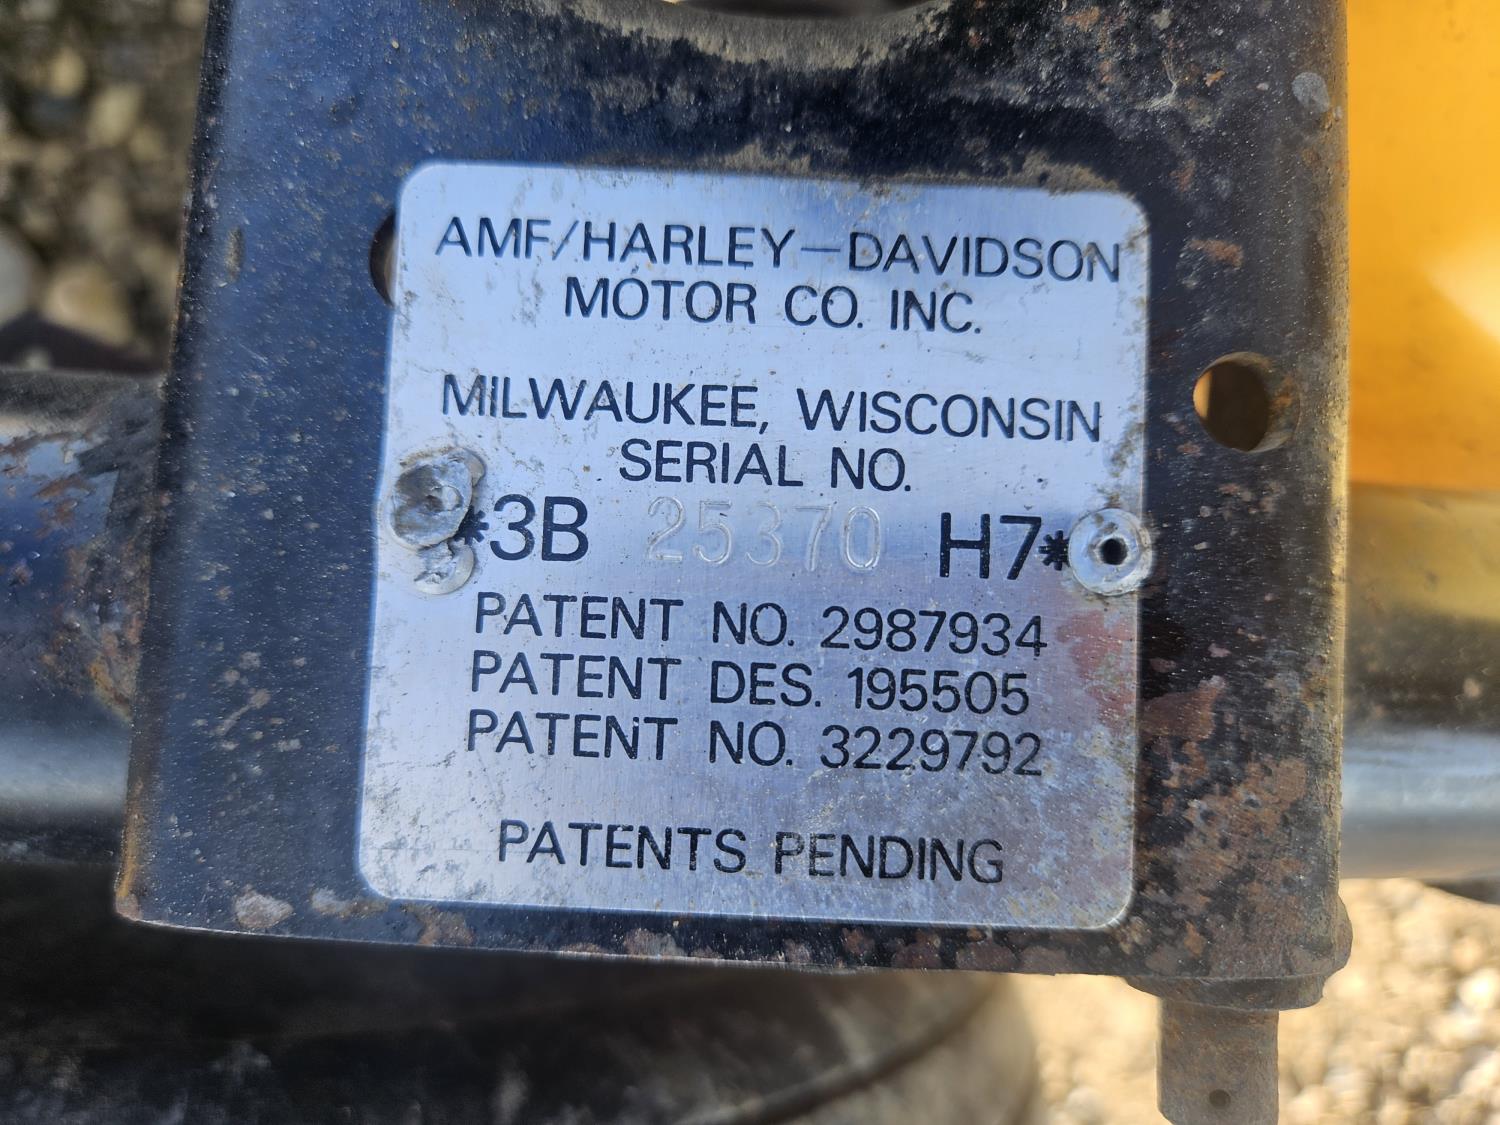 AMF/HARLEY-DAVIDSON
MOTOR CO. INC.
MILWAUKEE, WISCONSIN
SERIAL NO.
*3B 25370 H7*
PATENT NO. 2987934
PATENT DES. 195505
PATENT NO. 3229792
PATENTS PENDING